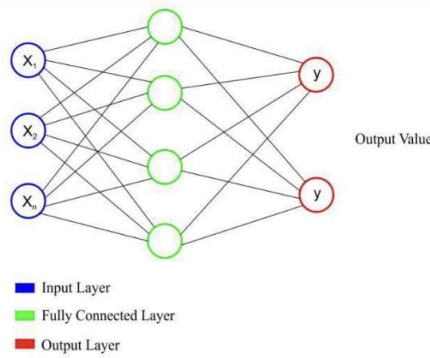 X₁
y
X₂
Output Value
Xₙ
y
Input Layer
Fully Connected Layer
Output Layer